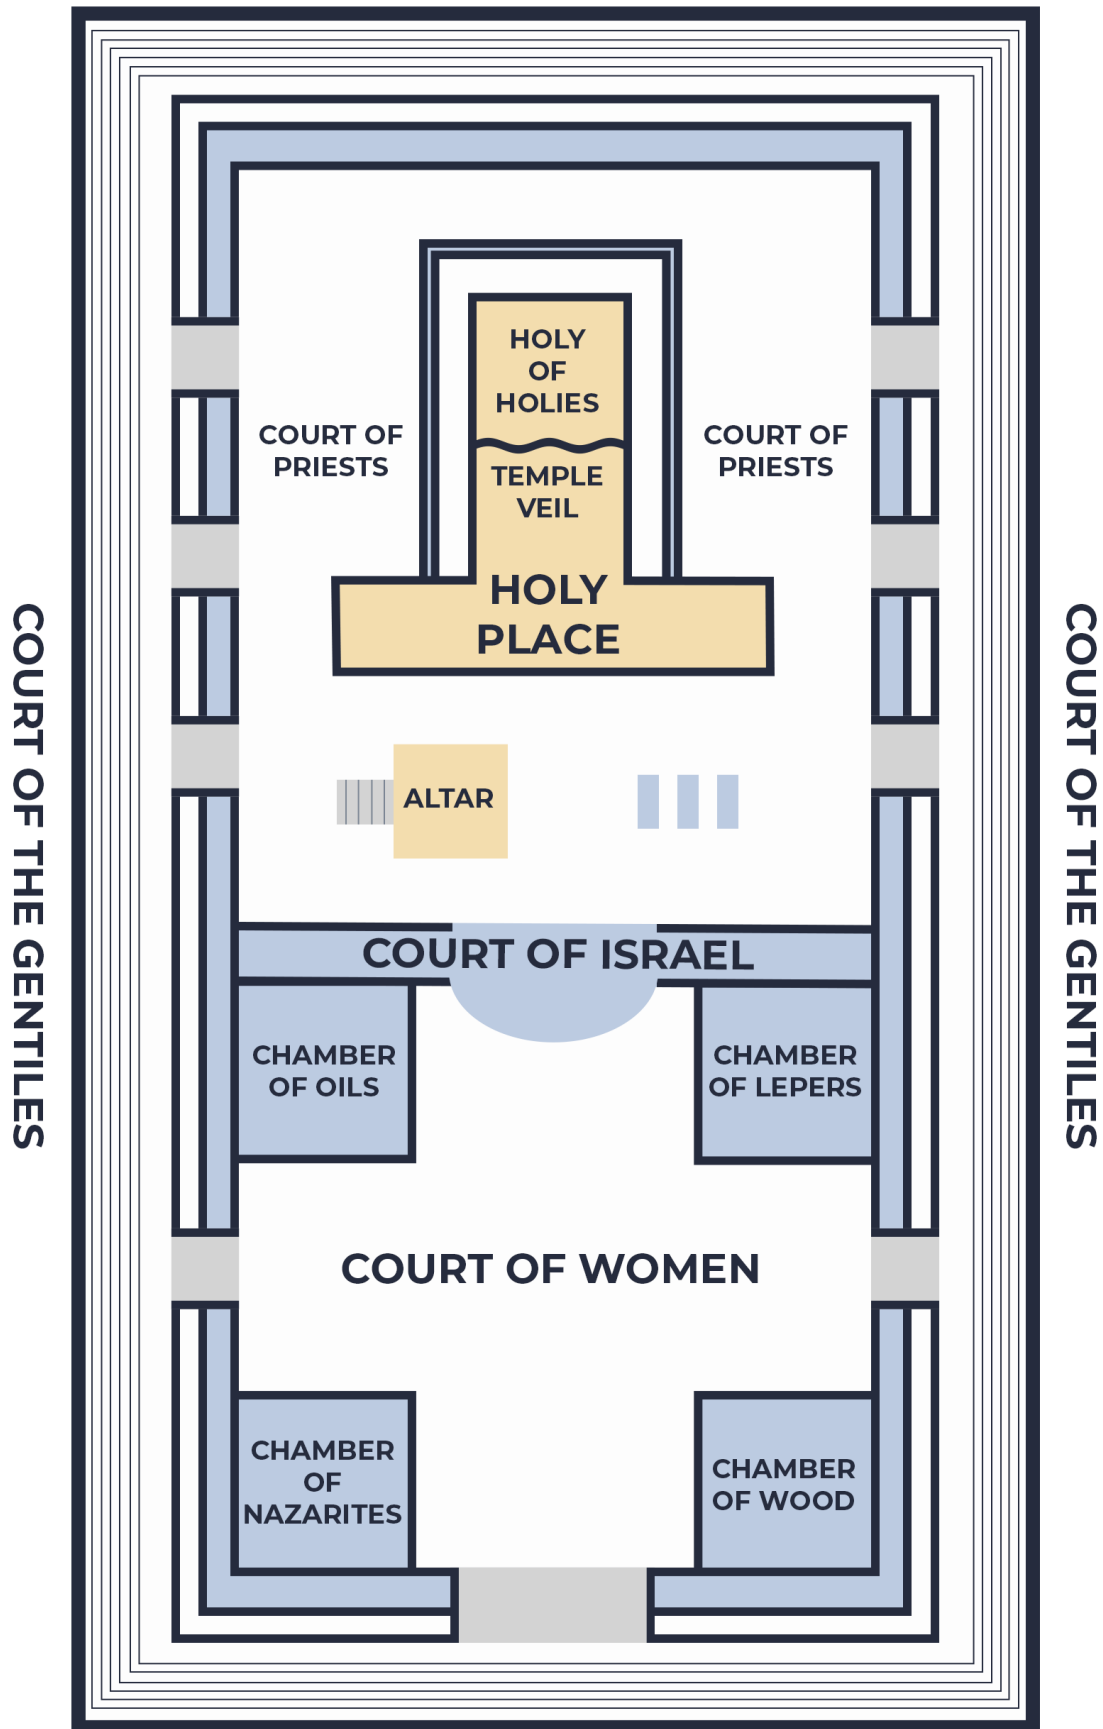 HOLY
OF
HOLIES
COURT OF
PRIESTS
COURT OF
PRIESTS
TEMPLE
VEIL
HOLY
PLACE
COURT OF THE GENTILES
COURT OF THE GENTILES
ALTAR
COURT OF ISRAEL
CHAMBER
OF OILS
CHAMBER
OF LEPERS
COURT OF WOMEN
CHAMBER
OF
NAZARITES
CHAMBER
OF WOOD